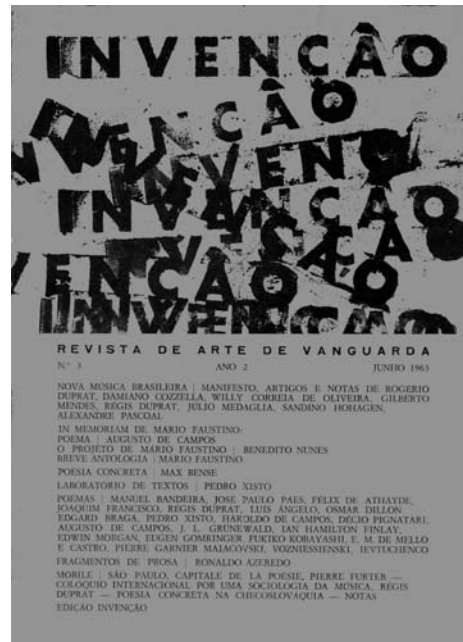 INVENÇÃO
NVENÇÃO
INVENÇ
INVENÇÃO
VENÇÃO
REVISTA DE ARTE DE VANGUARDA
N.° 3 ANO 2 JUNHO 1963
NOVA MÚSICA BRASILEIRA | MANIFESTO, ARTIGOS E NOTAS DE ROGÉRIO
DUPRAT, DAMIANO COZZELLA, WILLY CORREIA DE OLIVEIRA, GILBERTO
MENDES, RÉGIS DUPRAT, JÚLIO MEDAGLIA, SANDINO HOHAGEN,
ALEXANDRE PASCOAL
IN MEMORIAM DE MARIO FAUSTINO:
POEMA | AUGUSTO DE CAMPOS
O PROJETO DE MÁRIO FAUSTINO | BENEDITO NUNES
BREVE ANTOLOGIA | MARIO FAUSTINO
POESIA CONCRETA | MAX BENSE
LABORATÓRIO DE TEXTOS | PEDRO XISTO
POEMAS | MANUEL BANDEIRA, JOSÉ PAULO PAES, FÉLIX DE ATHAYDE,
JOAQUIM FRANCISCO, RÉGIS DUPRAT, LUIS ÂNGELO, OSMAR DILLON
EDGARD BRAGA, PEDRO XISTO, HAROLDO DE CAMPOS, DÉCIO PIGNATARI,
AUGUSTO DE CAMPOS, J. L. GRUNEWALD, IAN HAMILTON FINLAY,
EDWIN MORGAN, EUGEN GOMRINGER, FUKIKO KOBAYASHI, E. M. DE MELLO
E CASTRO, PIERRE GARNIER MAIACOVSKI, VOZNIESSIENSKI, IEVTUCHENCO
FRAGMENTOS DE PROSA | RONALDO AZEREDO
MOBILE | SÃO PAULO, CAPITALE DE LA POÉSIE, PIERRE FURTER —
COLÓQUIO INTERNACIONAL POR UMA SOCIOLOGIA DA MÚSICA, RÉGIS
DUPRAT — POESIA CONCRETA NA CHECOSLOVÁQUIA — NOTAS
EDIÇÃO INVENÇÃO